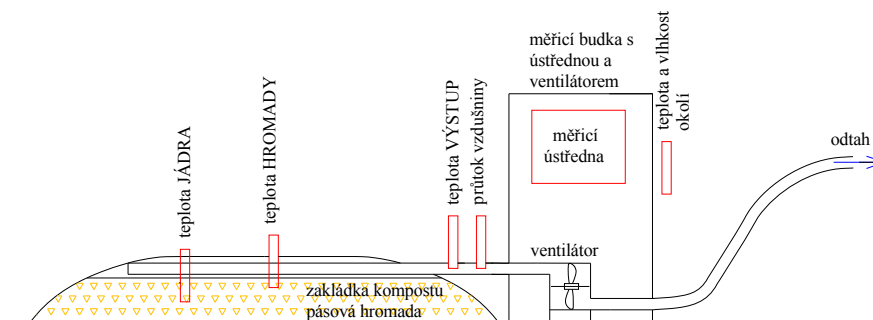 teplota JÁDRA
teplota HROMADY
teplota VÝSTUP
průtok vzdušniny
měřicí budka s
ústřednou a
ventilátorem
teplota a vlhkost
okolí
měřicí
ústředna
odtah
ventilátor
zakládka kompostu
pásová hromada